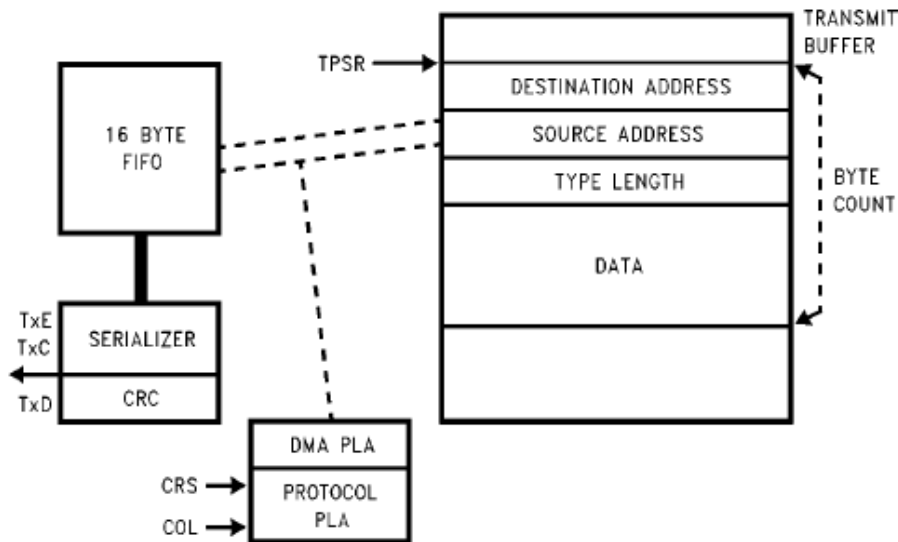 TRANSMIT
BUFFER
TPSR
DESTINATION ADDRESS
16 BYTE
FIFO
SOURCE ADDRESS
TYPE LENGTH
BYTE
COUNT
DATA
TxE
TxC
SERIALIZER
TxD
CRC
DMA PLA
CRS
PROTOCOL
PLA
COL